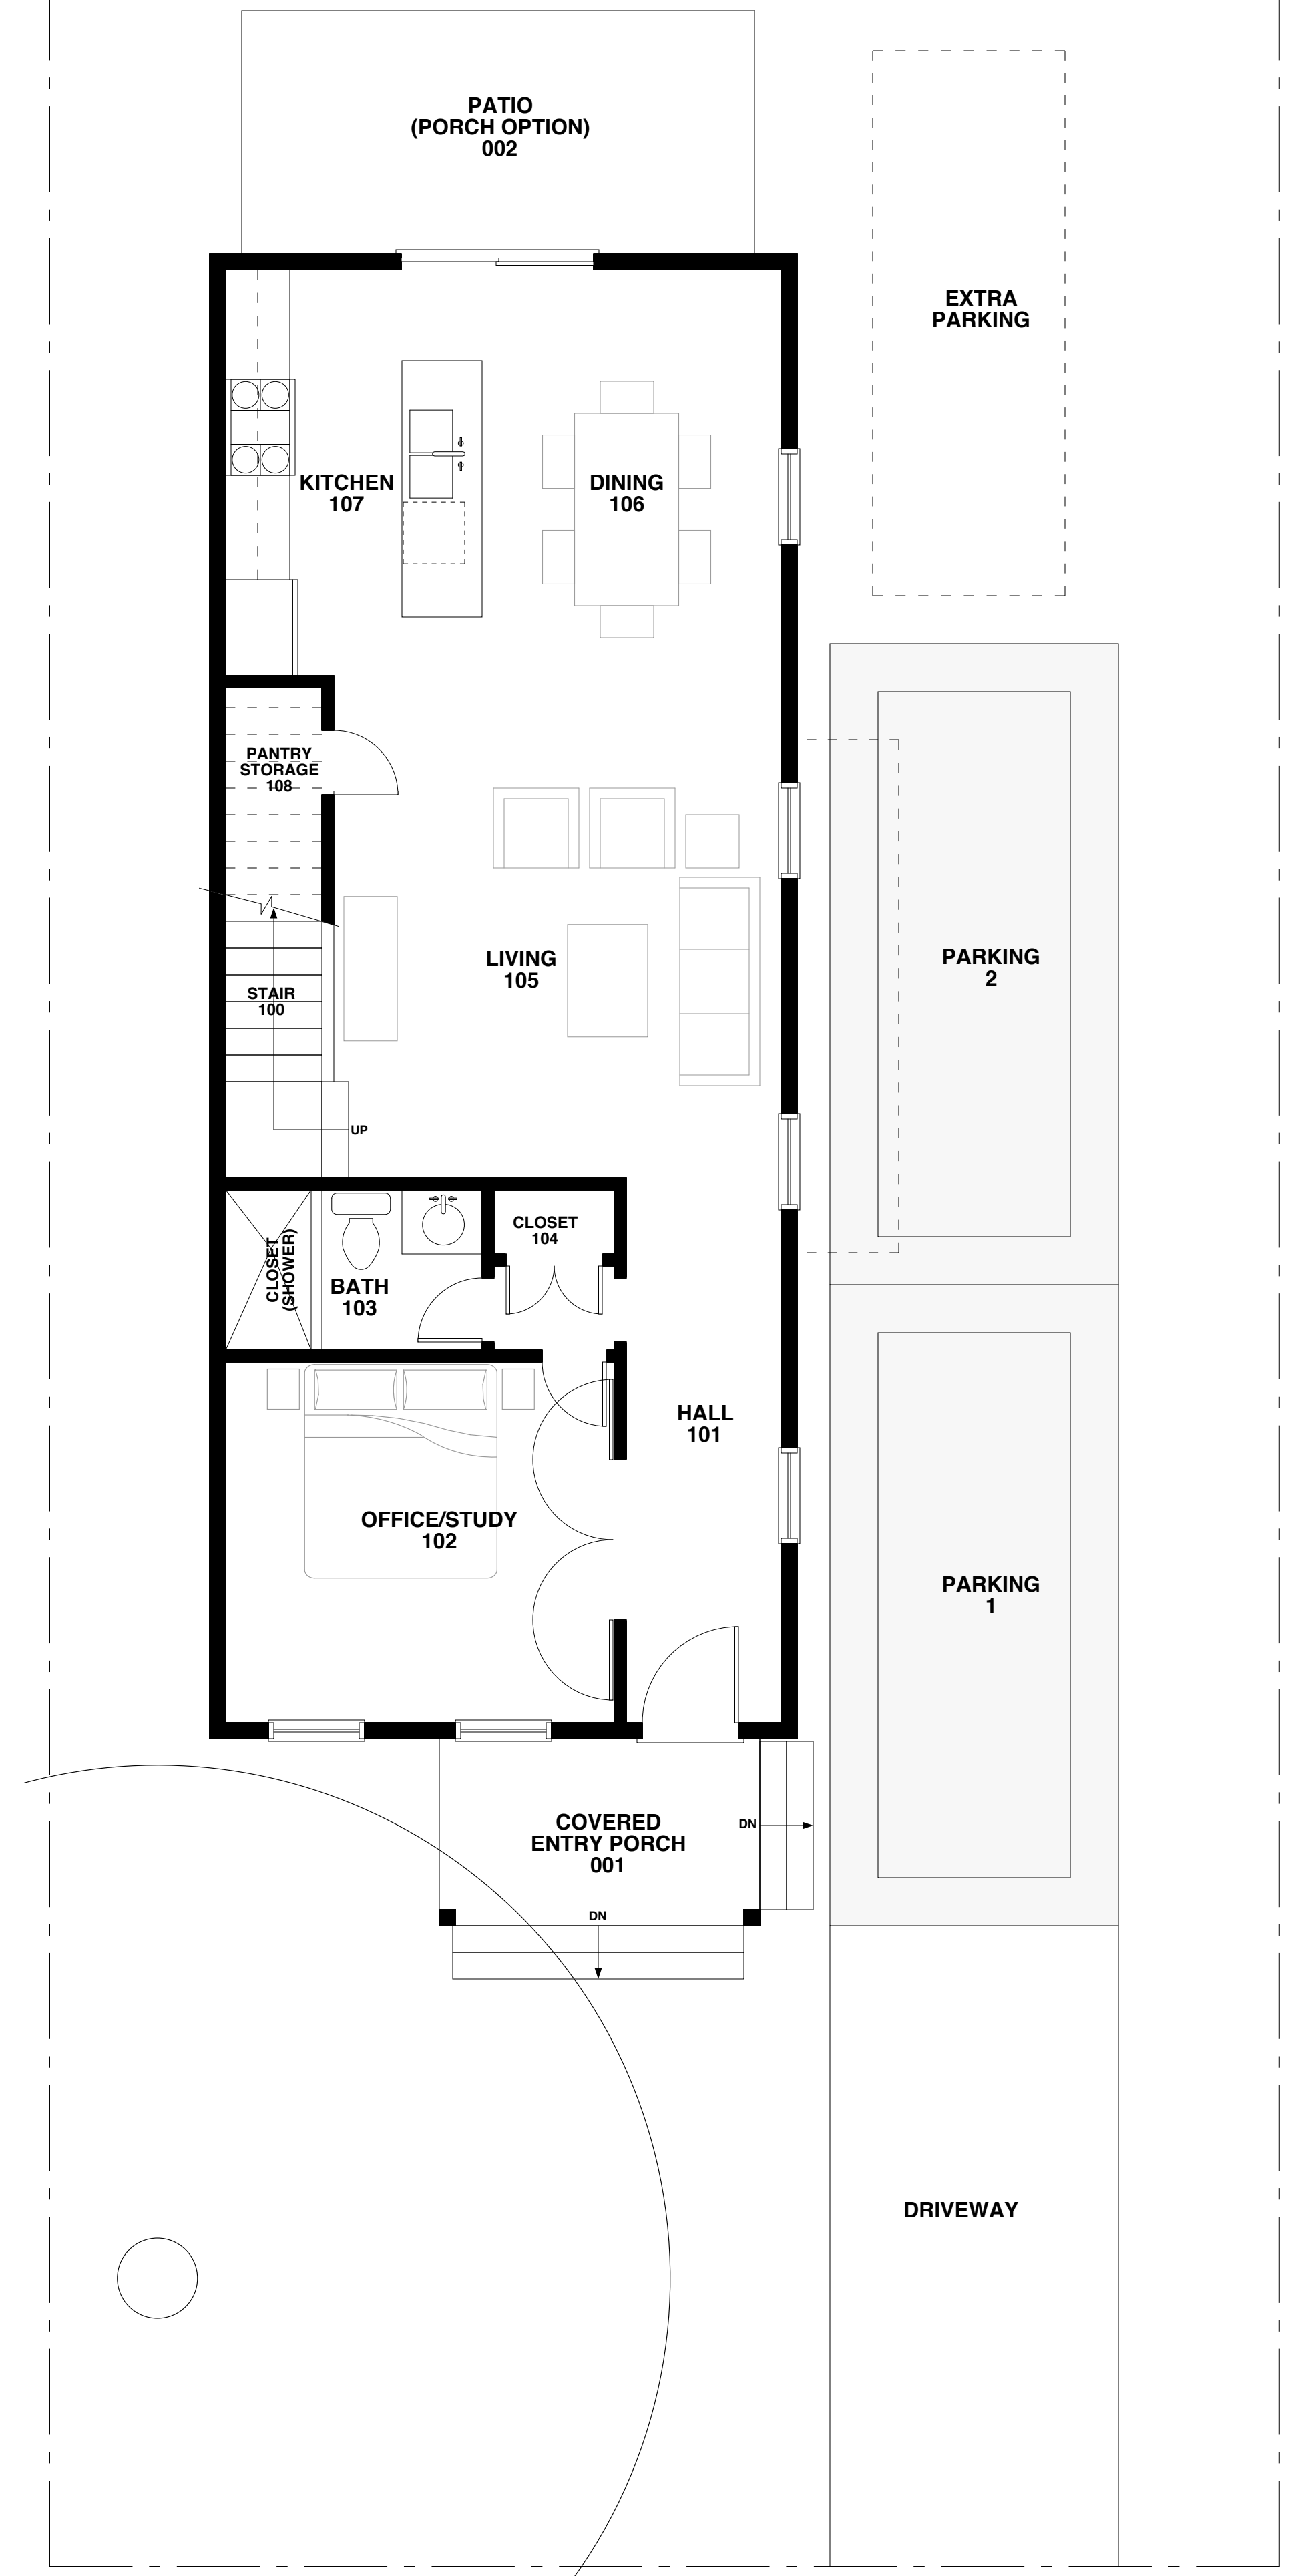 PATIO
(PORCH OPTION)
002
EXTRA
PARKING
KITCHEN
107
DINING
106
PANTRY
STORAGE
108
LIVING
105
PARKING
2
STAIR
100
UP
CLOSET
(SHOWER)
BATH
103
CLOSET
104
HALL
101
OFFICE/STUDY
102
PARKING
1
COVERED
ENTRY PORCH
001
DN
DN
DRIVEWAY